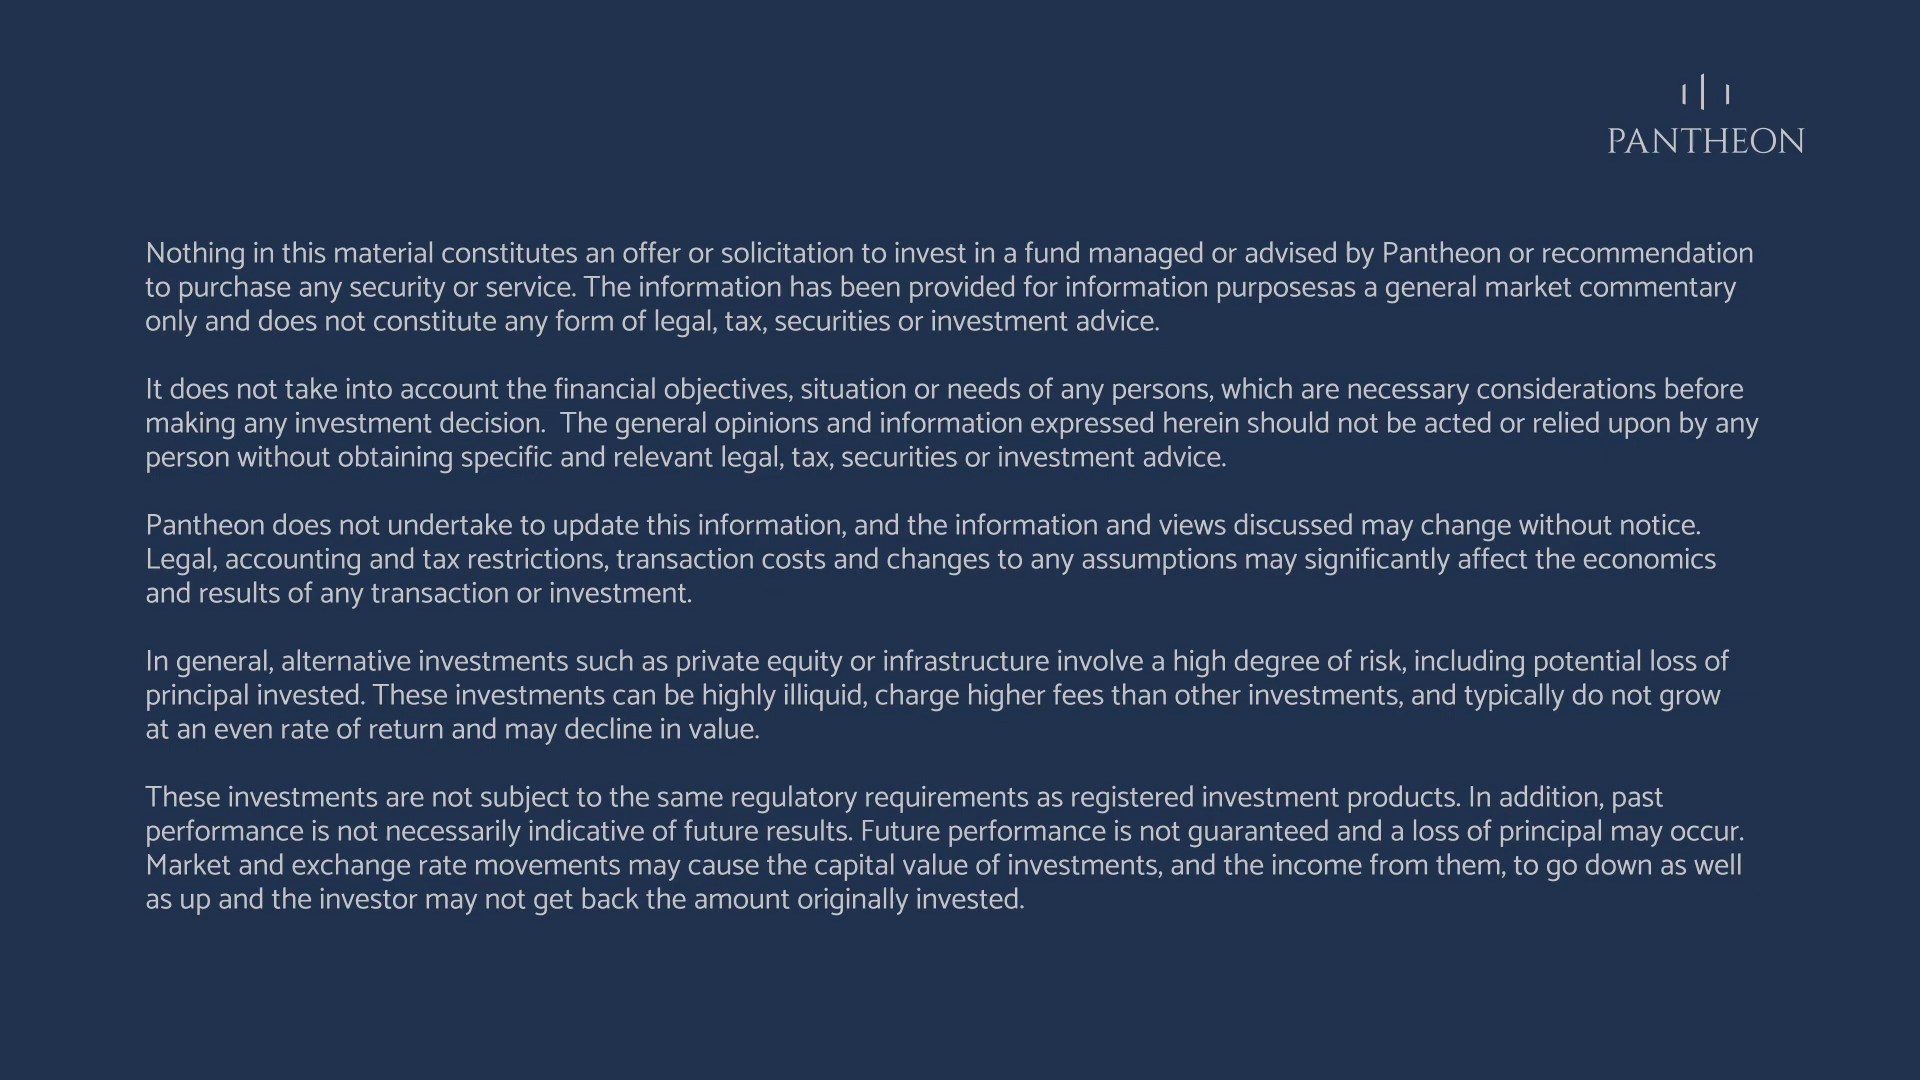 PANTHEON
Nothing in this material constitutes an offer or solicitation to invest in a fund managed or advised by Pantheon or recommendation
to purchase any security or service. The information has been provided for information purposesas a general market commentary
only and does not constitute any form of legal, tax, securities or investment advice.
It does not take into account the financial objectives, situation or needs of any persons, which are necessary considerations before
making any investment decision.  The general opinions and information expressed herein should not be acted or relied upon by any
person without obtaining specific and relevant legal, tax, securities or investment advice.
Pantheon does not undertake to update this information, and the information and views discussed may change without notice.
Legal, accounting and tax restrictions, transaction costs and changes to any assumptions may significantly affect the economics
and results of any transaction or investment.
In general, alternative investments such as private equity or infrastructure involve a high degree of risk, including potential loss of
principal invested. These investments can be highly illiquid, charge higher fees than other investments, and typically do not grow
at an even rate of return and may decline in value.
These investments are not subject to the same regulatory requirements as registered investment products. In addition, past
performance is not necessarily indicative of future results. Future performance is not guaranteed and a loss of principal may occur.
Market and exchange rate movements may cause the capital value of investments, and the income from them, to go down as well
as up and the investor may not get back the amount originally invested.